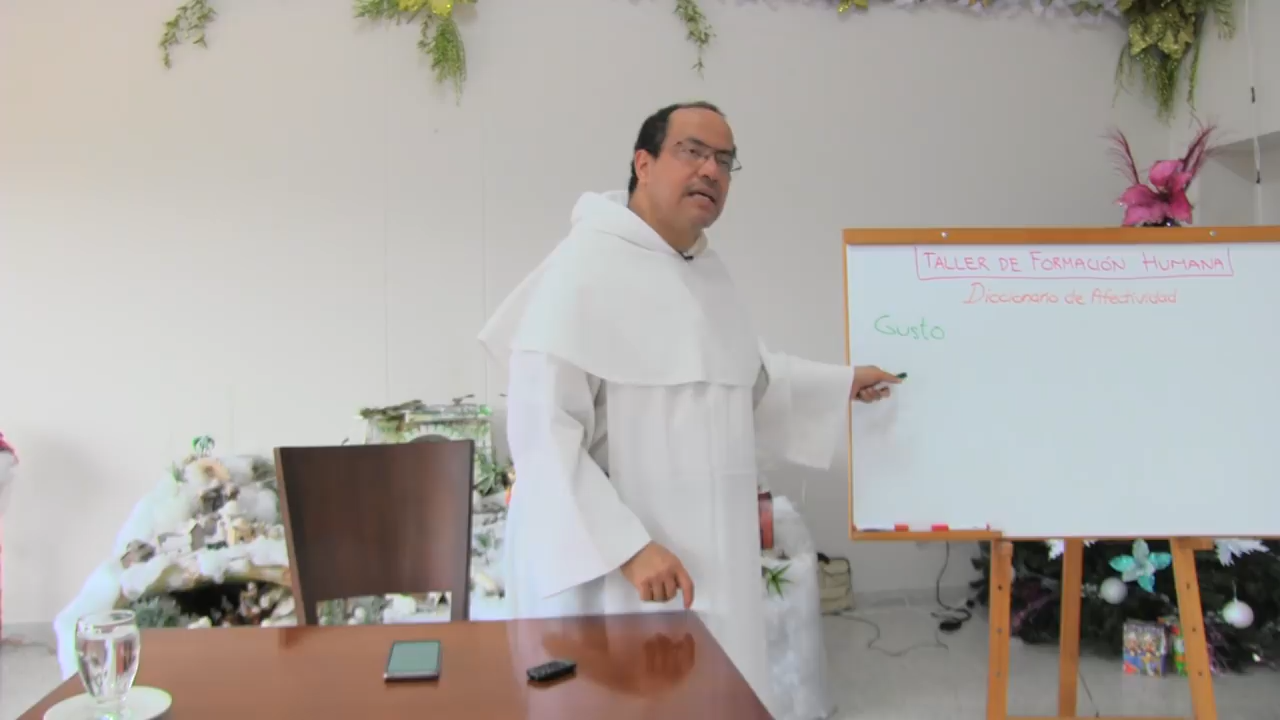 TALLER DE FORMACIÓN HUMANA
Diccionario de Afectividad
Gusto